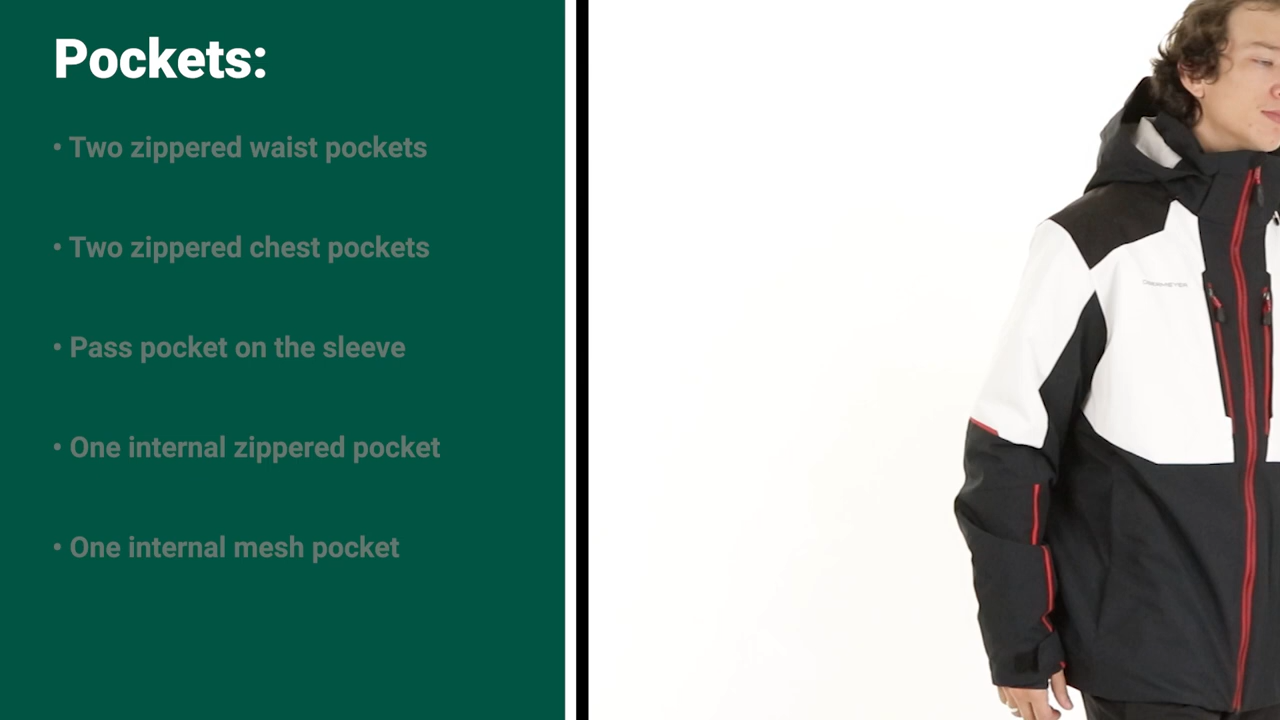 Pockets:
• Two zippered waist pockets
• Two zippered chest pockets
• Pass pocket on the sleeve
• One internal zippered pocket
• One internal mesh pocket